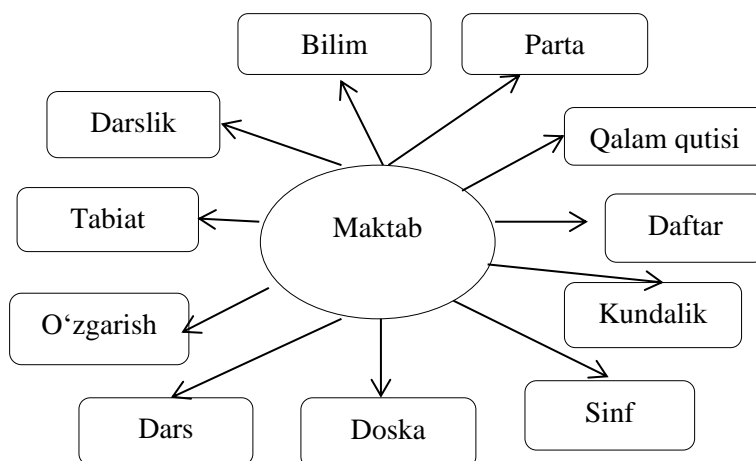 Bilim
Parta
Darslik
Qalam qutisi
Tabiat
Maktab
Daftar
O‘zgarish
Kundalik
Dars
Doska
Sinf